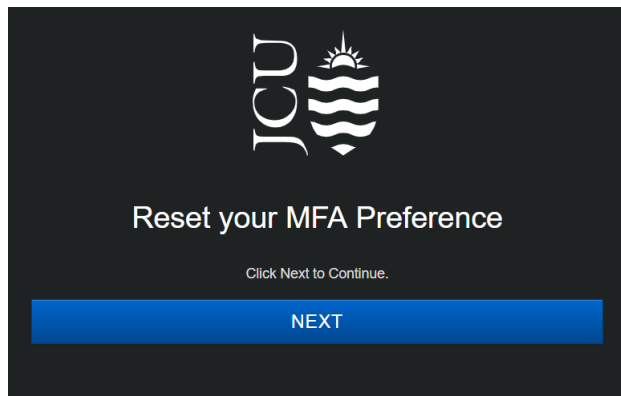 JCU
Reset your MFA Preference
Click Next to Continue.
NEXT